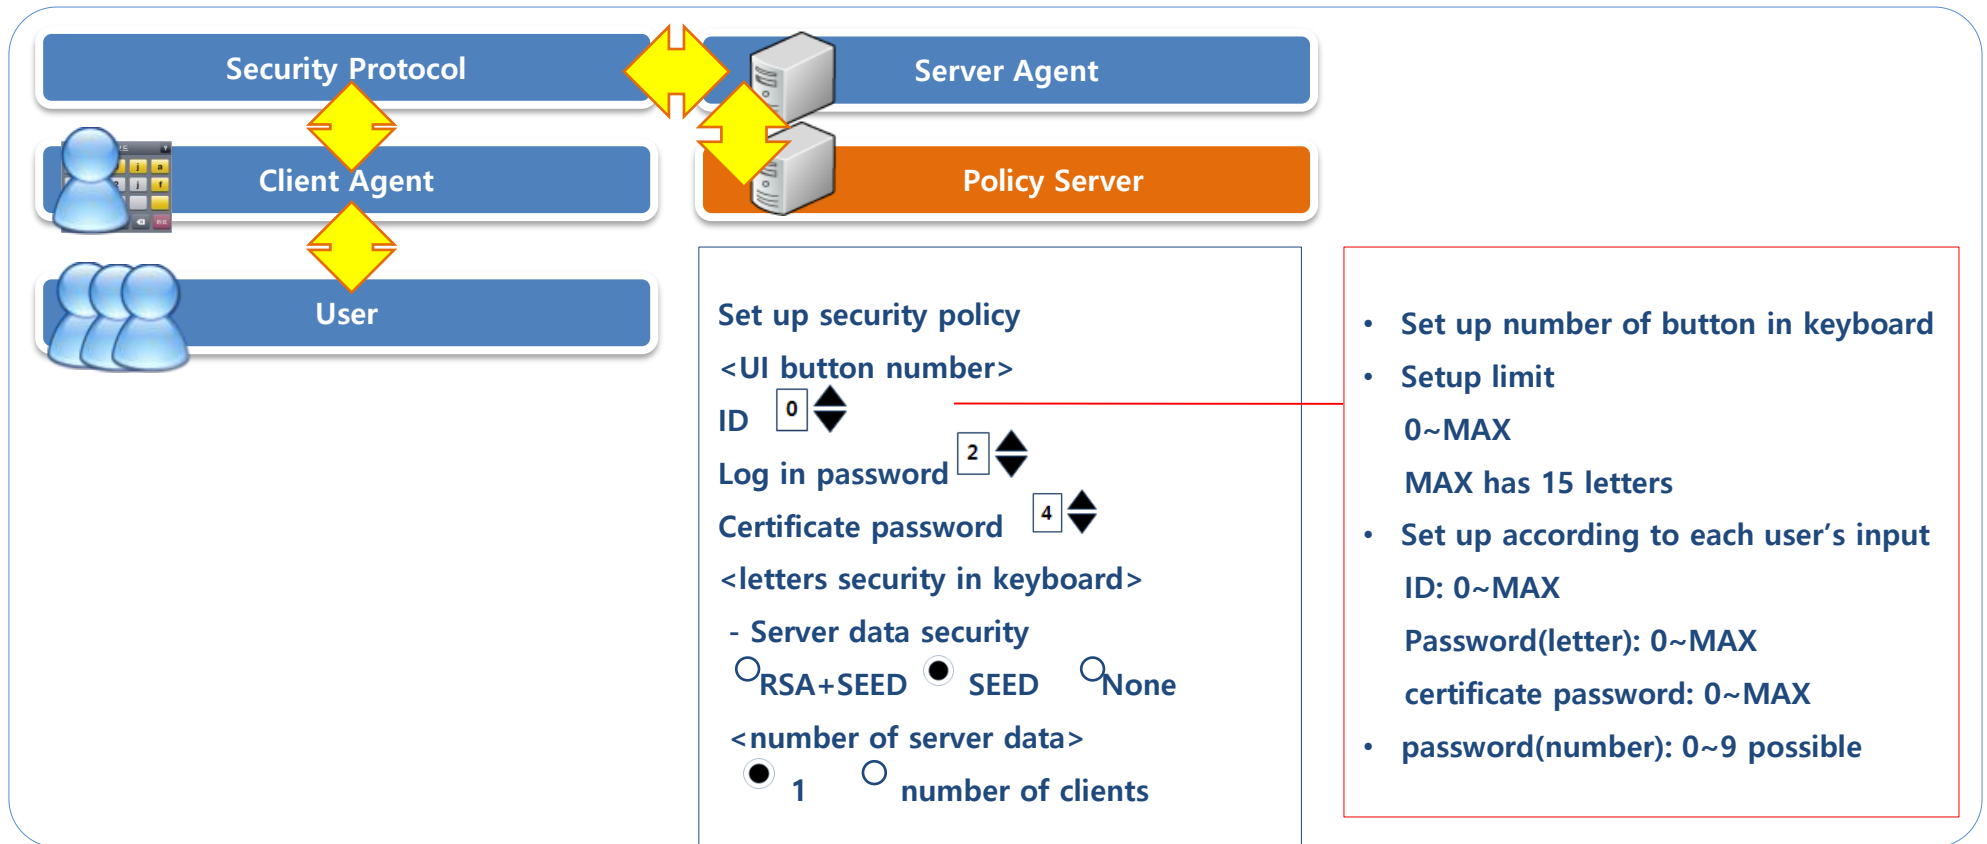 Security Protocol
Server Agent
Client Agent
Policy Server
User
Set up security policy
<UI button number>
ID 0
Log in password 2
Certificate password 4
<letters security in keyboard>
- Server data security
RSA+SEED SEED None
<number of server data>
1 number of clients
• Set up number of button in keyboard
• Setup limit
0~MAX
MAX has 15 letters
• Set up according to each user’s input
ID: 0~MAX
Password(letter): 0~MAX
certificate password: 0~MAX
• password(number): 0~9 possible